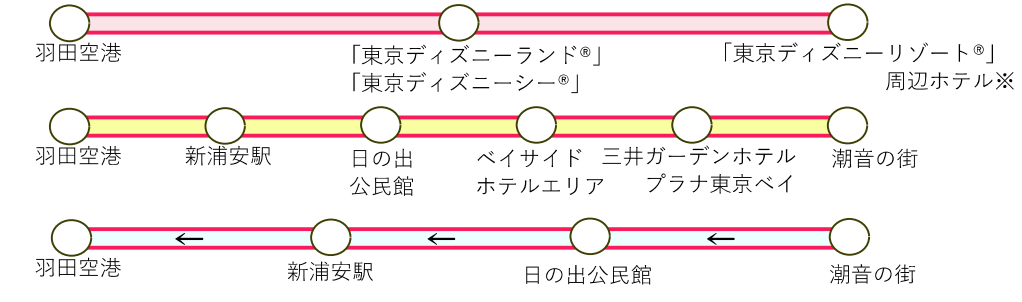 羽田空港
「東京ディズニーランド®」
「東京ディズニーシー®」
「東京ディズニーリゾート®」
周辺ホテル※
羽田空港
新浦安駅
日の出
公民館
ベイサイド
ホテルエリア
三井ガーデンホテル
プラナ東京ベイ
潮音の街
←
←
←
羽田空港
新浦安駅
日の出公民館
潮音の街